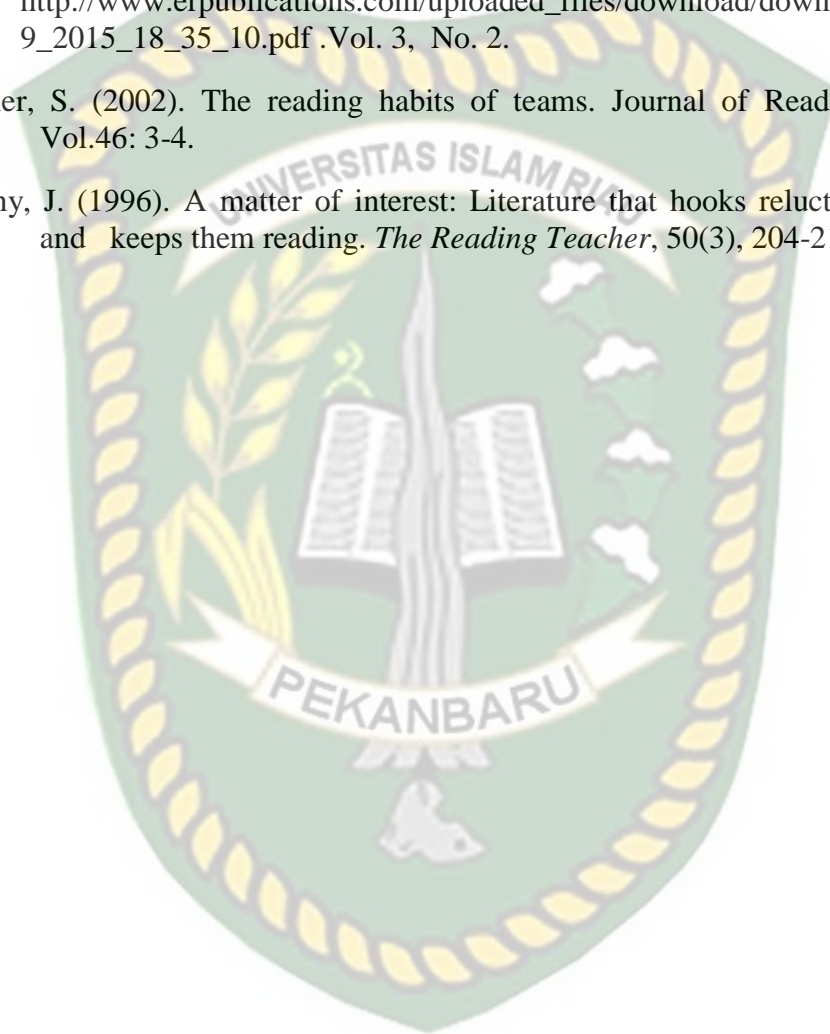 http://www.erpublications.com/uploaded_files/download/down
9_2015_18_35_10.pdf .Vol. 3, No. 2.
er, S. (2002). The reading habits of teams. Journal of Read
Vol.46: 3-4.
ny, J. (1996). A matter of interest: Literature that hooks reluct
and keeps them reading. The Reading Teacher, 50(3), 204-2
UNIVERSITAS ISLAM RIAU
PEKANBARU